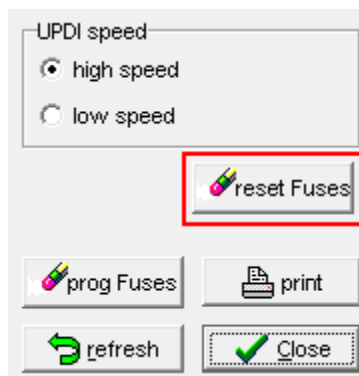 UPDI speed
high speed
low speed
reset Fuses
prog Fuses
print
refresh
Close